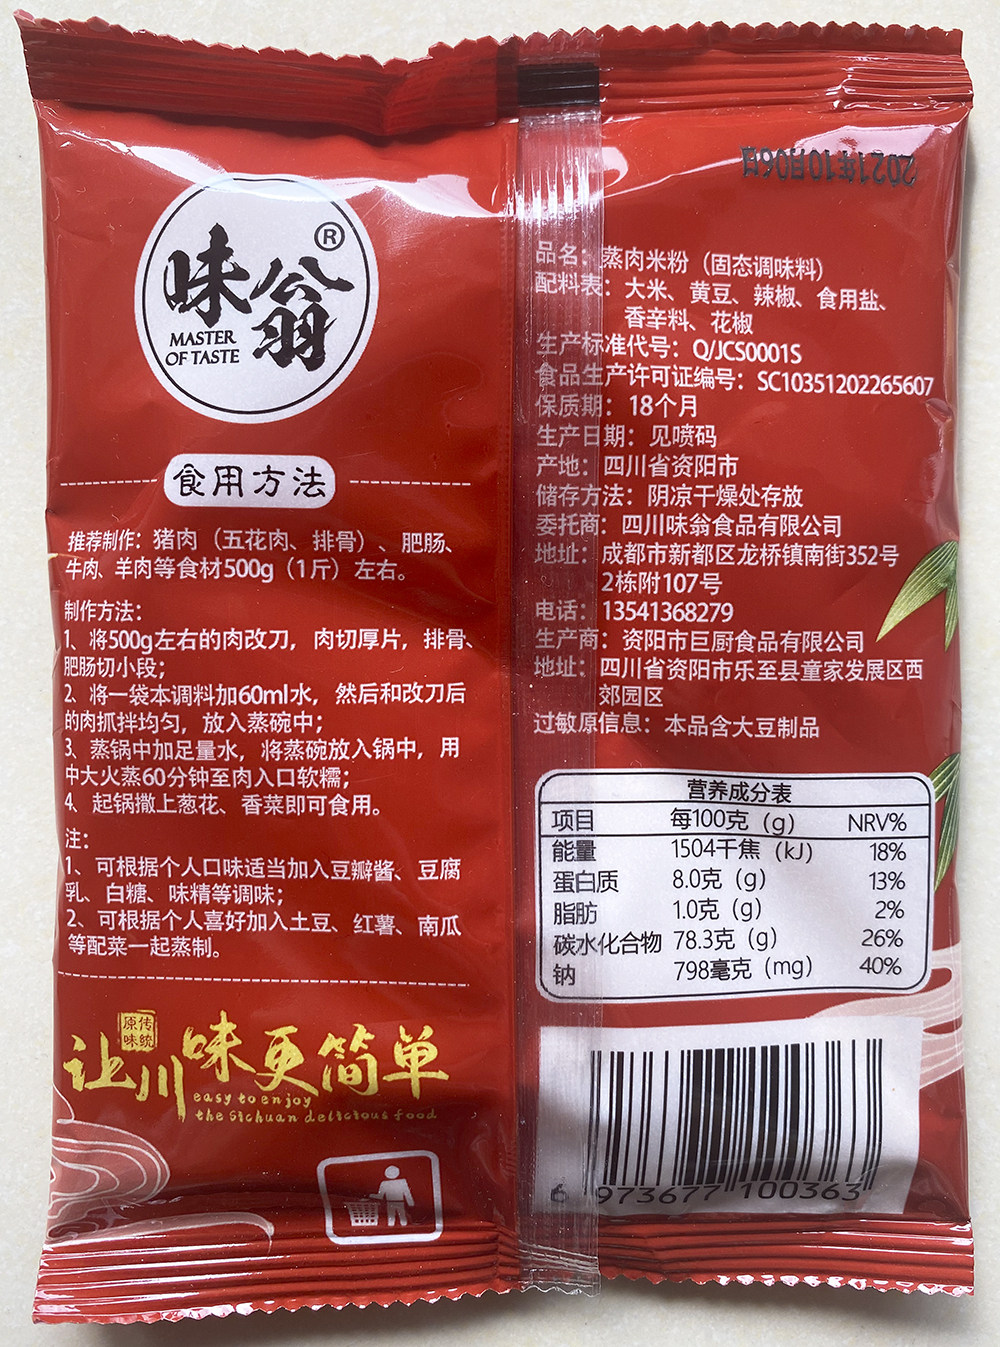 味翁®
MASTER
OF TASTE
食用方法
推荐制作：猪肉（五花肉、排骨）、肥肠、
牛肉、羊肉等食材500g（1斤）左右。
制作方法：
1、将500g左右的肉改刀，肉切厚片，排骨、
肥肠切小段；
2、将一袋本调料加60ml水，然后和改刀后
的肉抓拌均匀，放入蒸碗中；
3、蒸锅中加足量水，将蒸碗放入锅中，用
中大火蒸60分钟至肉入口软糯；
4、起锅撒上葱花、香菜即可食用。
注：
1、可根据个人口味适当加入豆瓣酱、豆腐
乳、白糖、味精等调味；
2、可根据个人喜好加入土豆、红薯、南瓜
等配菜一起蒸制。
传统
原味
让川味更简单
easy to enjoy
the Sichuan delicious food
2021年10月06日
品名：蒸肉米粉（固态调味料）
配料表：大米、黄豆、辣椒、食用盐、
香辛料、花椒
生产标准代号：Q/JCS0001S
食品生产许可证编号：SC10351202265607
保质期：18个月
生产日期：见喷码
产地：四川省资阳市
储存方法：阴凉干燥处存放
委托商：四川味翁食品有限公司
地址：成都市新都区龙桥镇南街352号
2栋附107号
电话：13541368279
生产商：资阳市巨厨食品有限公司
地址：四川省资阳市乐至县童家发展区西
郊园区
过敏原信息：本品含大豆制品
营养成分表
项目 每100克（g） NRV%
能量 1504千焦（kJ） 18%
蛋白质 8.0克（g） 13%
脂肪 1.0克（g） 2%
碳水化合物 78.3克（g） 26%
钠 798毫克（mg） 40%
6 973677 100363